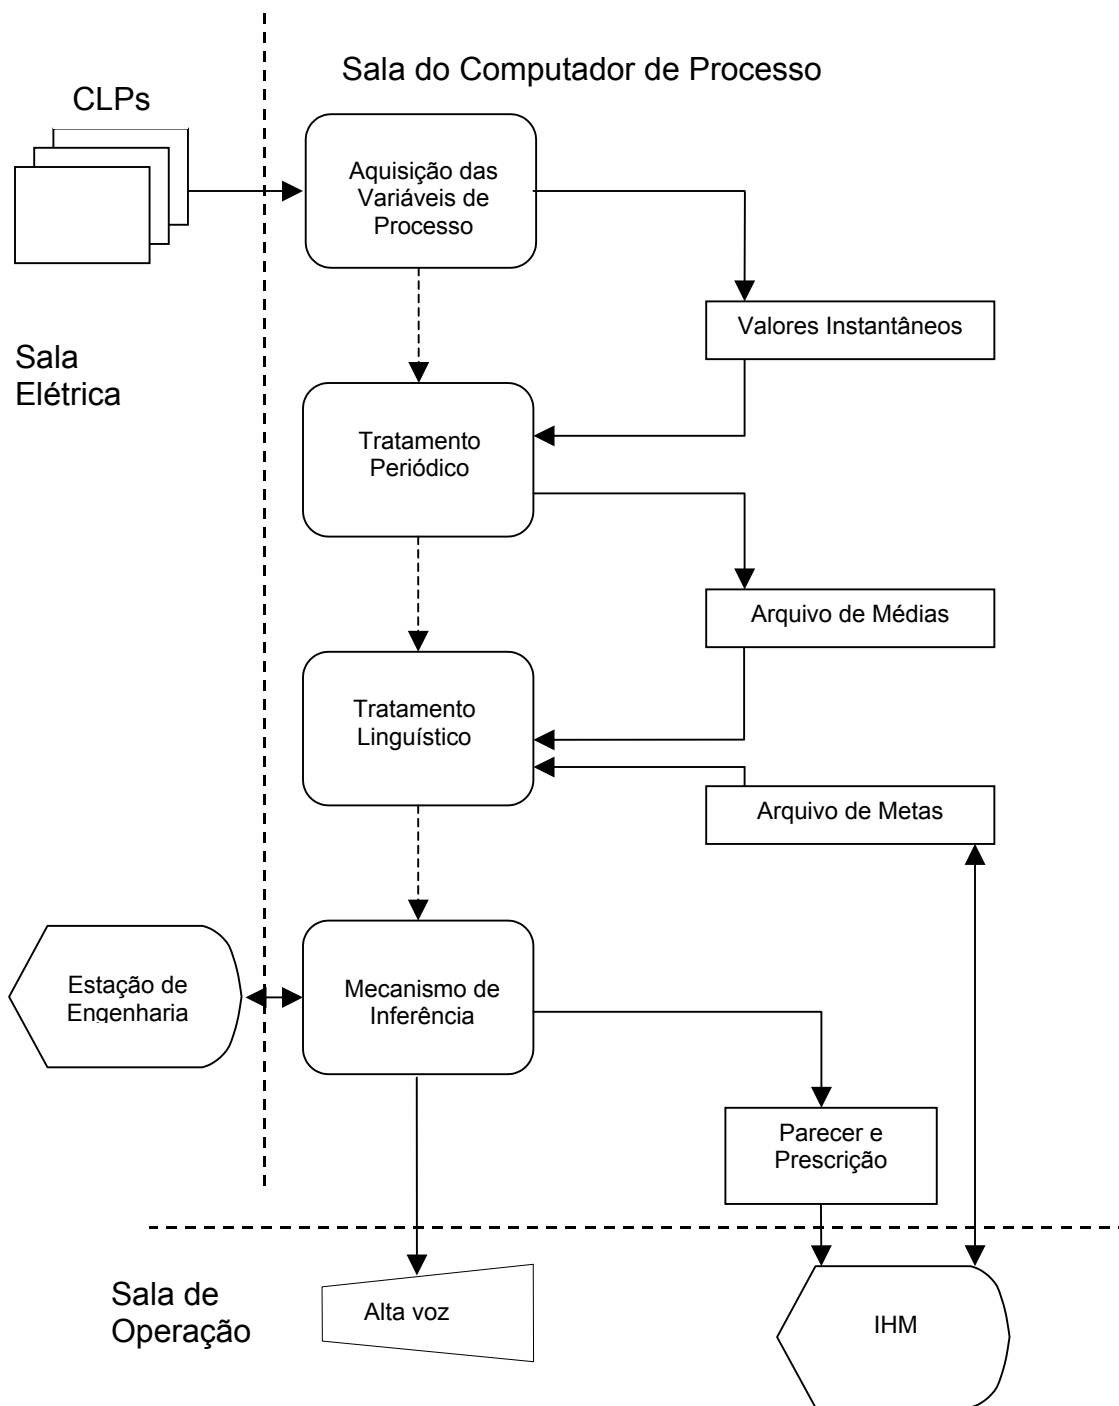 Sala do Computador de Processo
CLPs
Aquisição das
Variáveis de
Processo
Valores Instantâneos
Sala
Elétrica
Tratamento
Periódico
Arquivo de Médias
Tratamento
Linguístico
Arquivo de Metas
Estação de
Engenharia
Mecanismo de
Inferência
Parecer e
Prescrição
Sala de
Operação
Alta voz
IHM